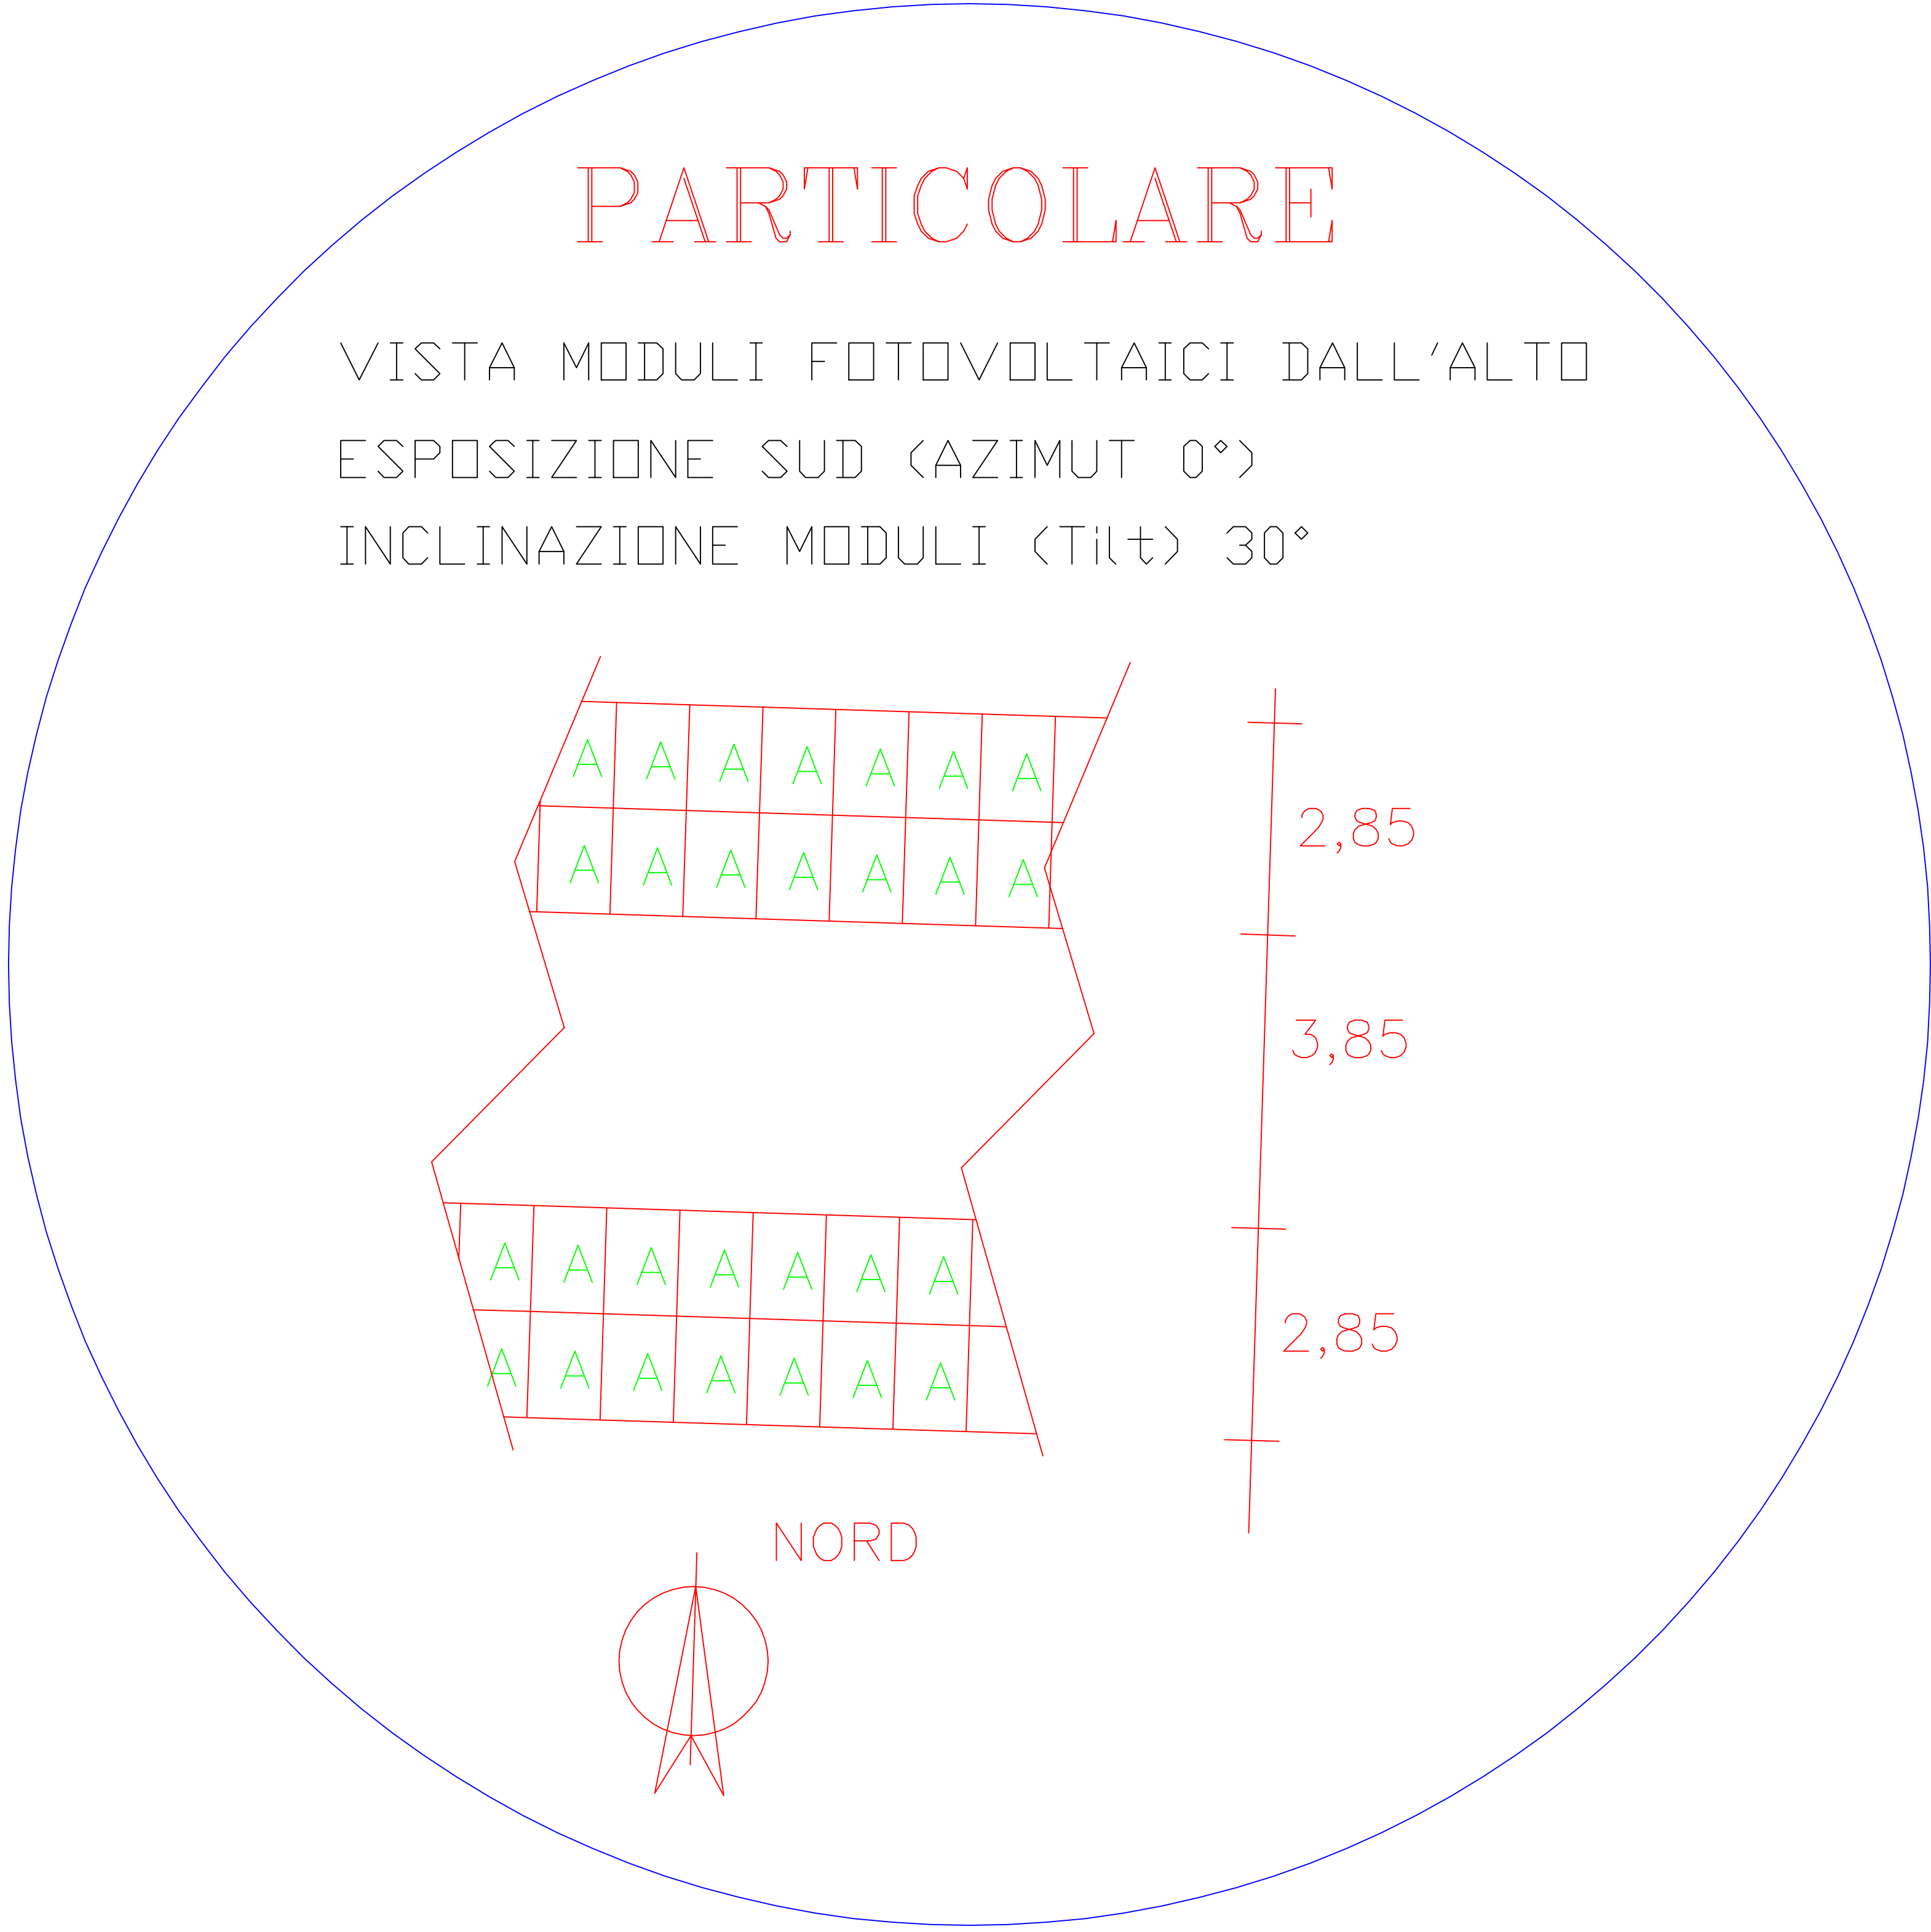 PARTICOLARE
VISTA MODULI FOTOVOLTAICI DALL'ALTO
ESPOSIZIONE SUD (AZIMUT 0°)
INCLINAZIONE MODULI (Tilt) 30°
A A A A A A A
2,85
A A A A A A A
3,85
A A A A A A A
2,85
A A A A A A A
NORD